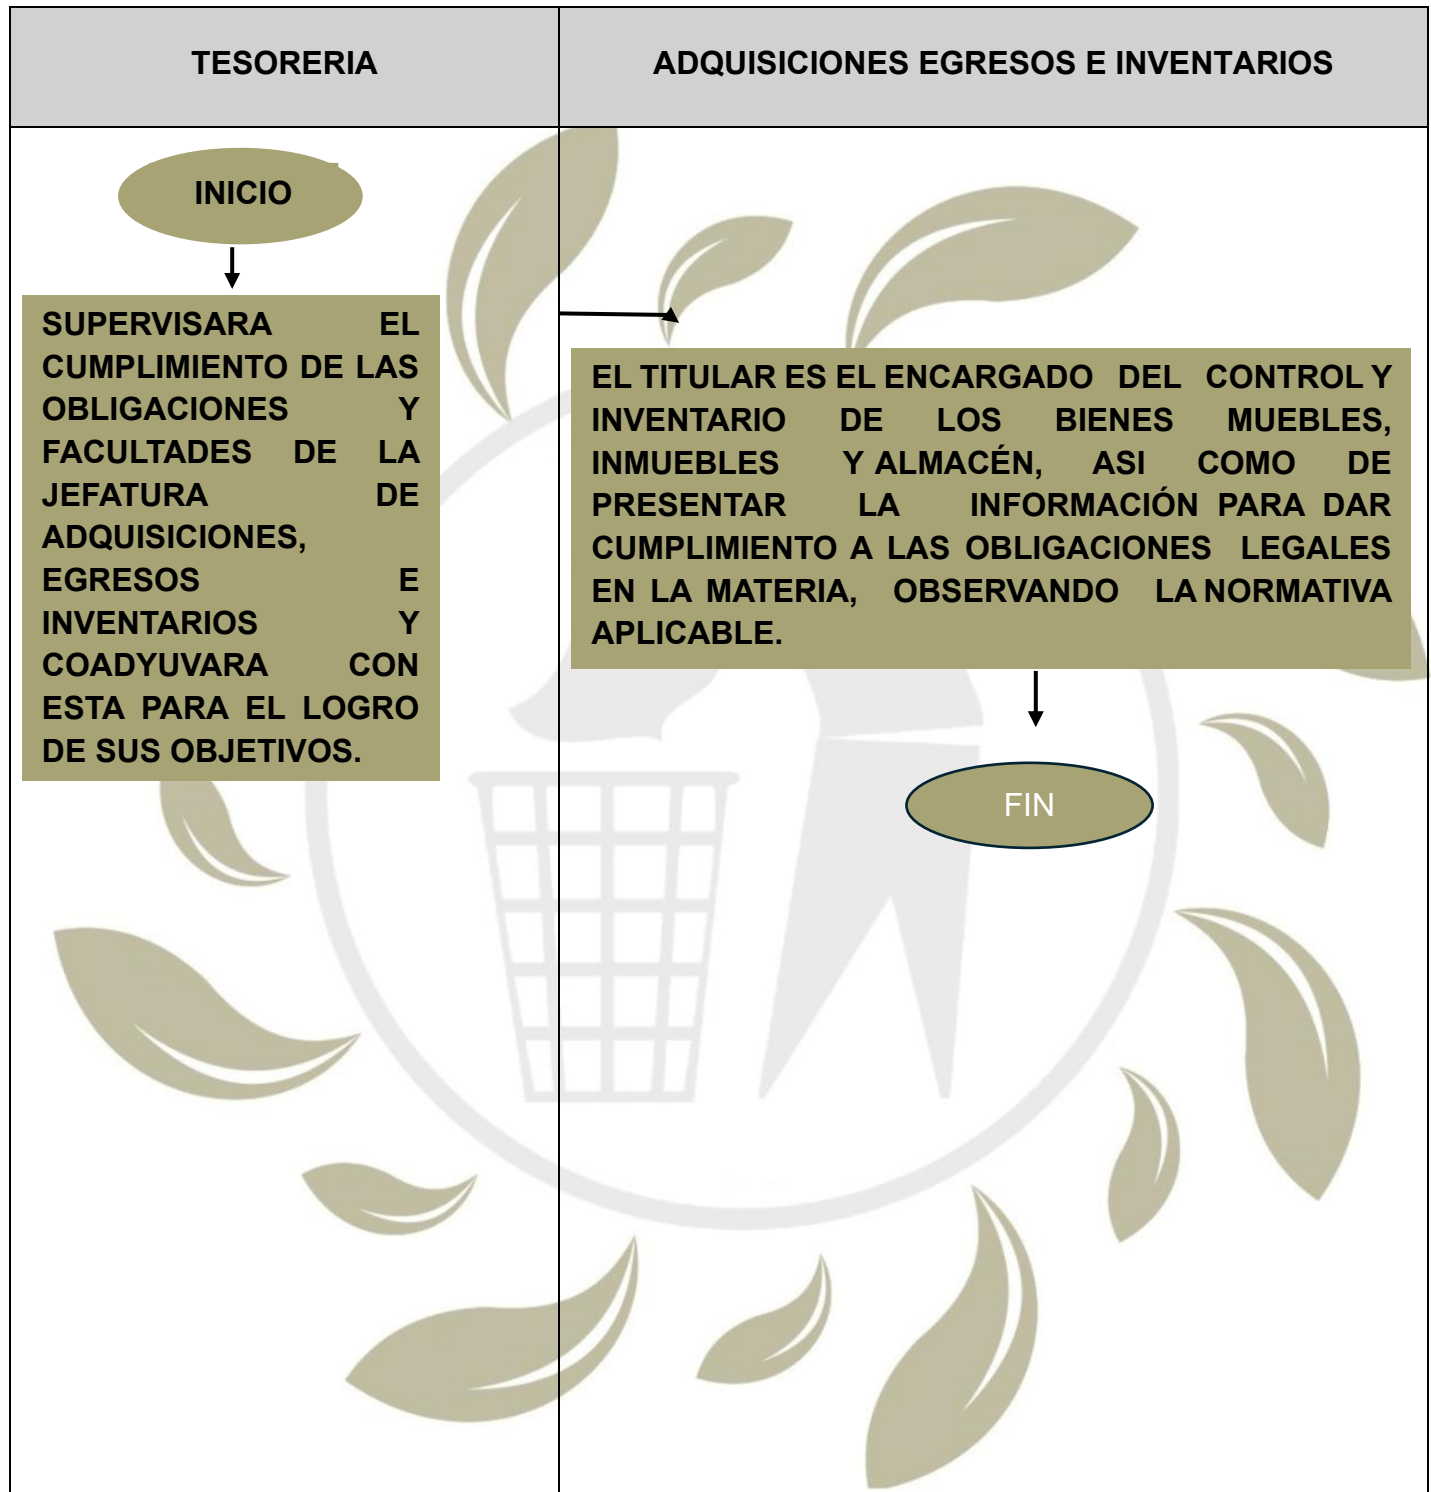 TESORERIA
ADQUISICIONES EGRESOS E INVENTARIOS
INICIO
SUPERVISARA EL
CUMPLIMIENTO DE LAS
OBLIGACIONES Y
FACULTADES DE LA
JEFATURA DE
ADQUISICIONES,
EGRESOS E
INVENTARIOS Y
COADYUVARA CON
ESTA PARA EL LOGRO
DE SUS OBJETIVOS.
EL TITULAR ES EL ENCARGADO DEL CONTROL Y
INVENTARIO DE LOS BIENES MUEBLES,
INMUEBLES Y ALMACÉN, ASI COMO DE
PRESENTAR LA INFORMACIÓN PARA DAR
CUMPLIMIENTO A LAS OBLIGACIONES LEGALES
EN LA MATERIA, OBSERVANDO LA NORMATIVA
APLICABLE.
FIN